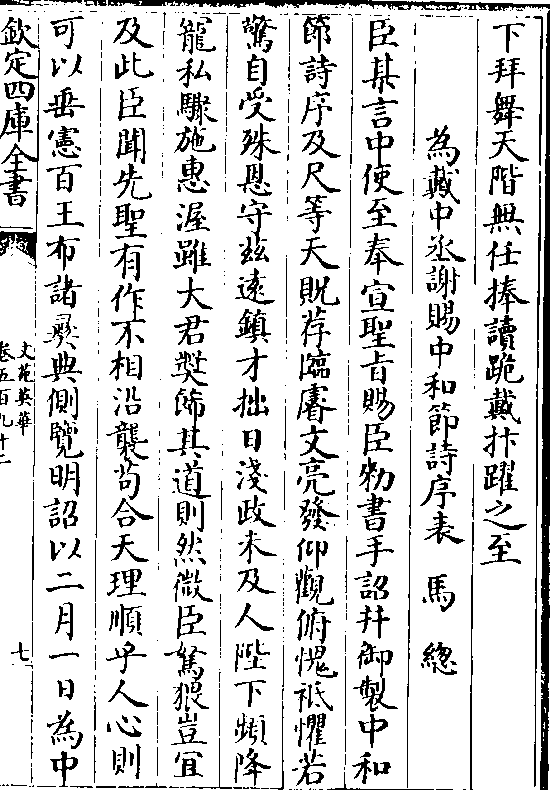 下拜舞天階無任捧讀跪戴抃躍之至
為戴中丞謝賜中和節詩序表　馬總
臣某言中使至奉宣聖旨賜臣勑書手詔幷御製中和
節詩序及尺等天貺荐臨睿文亮發仰觀俯愧祗懼若
驚自受殊恩守兹遠鎮才拙日淺政未及人陛下頻降
寵私驟施惠渥雖大君奬飾其道則然微臣駑猥豈宜
及此臣聞先聖有作不相沿襲苟合天理順乎人心則
可以垂憲百王布諸彛典側覽明詔以二月一日為中
欽定四庫全書
文苑英華
卷五百九十二
七